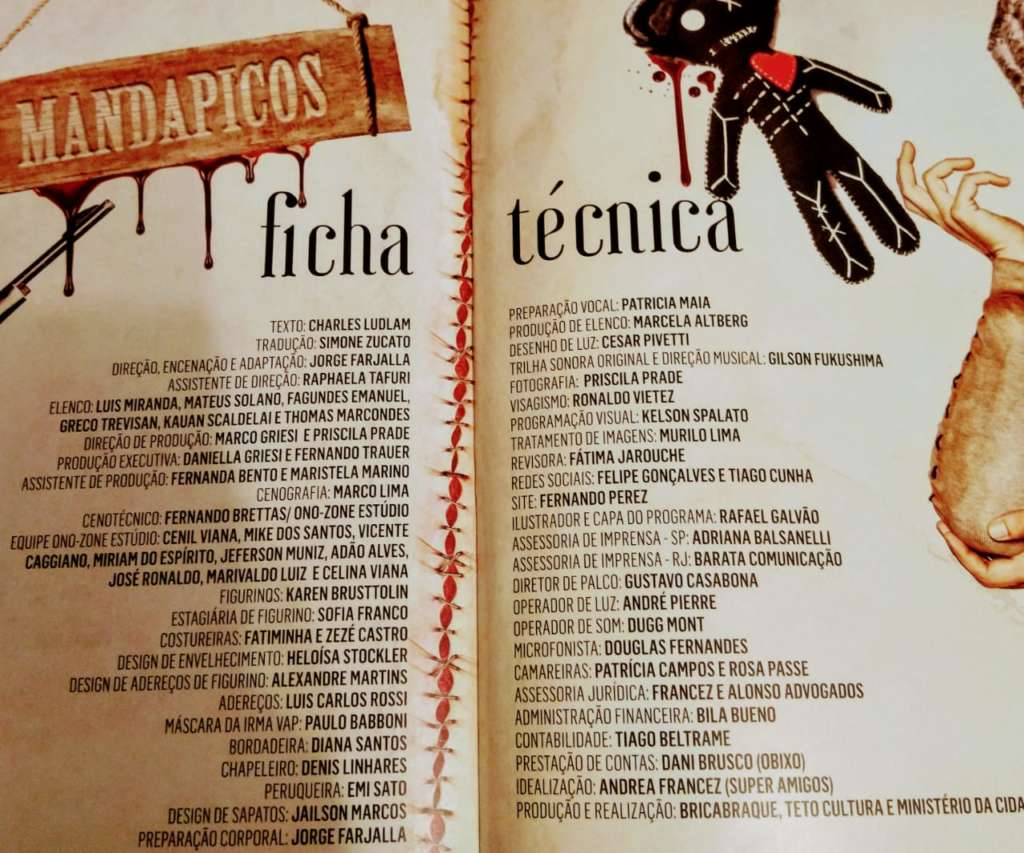 MANDAPICOS
ficha
TEXTO: CHARLES LUDLAM
TRADUÇÃO: SIMONE ZUCATO
DIREÇÃO, ENCENAÇÃO E ADAPTAÇÃO: JORGE FARJALLA
ASSISTENTE DE DIREÇÃO: RAPHAELA TAFURI
ELENCO: LUIS MIRANDA, MATEUS SOLANO, FAGUNDES EMANUEL,
GRECO TREVISAN, KAUAN SCALDELAI E THOMAS MARCONDES
DIREÇÃO DE PRODUÇÃO: MARCO GRIESI E PRISCILA PRADE
PRODUÇÃO EXECUTIVA: DANIELLA GRIESI E FERNANDO TRAUER
ASSISTENTE DE PRODUÇÃO: FERNANDA BENTO E MARISTELA MARINO
CENOGRAFIA: MARCO LIMA
CENOTÉCNICO: FERNANDO BRETTAS/ ONO-ZONE ESTÚDIO
EQUIPE ONO-ZONE ESTÚDIO: CENIL VIANA, MIKE DOS SANTOS, VICENTE
CAGGIANO, MIRIAM DO ESPÍRITO, JEFERSON MUNIZ, ADÃO ALVES,
JOSÉ RONALDO, MARIVALDO LUIZ E CELINA VIANA
FIGURINOS: KAREN BRUSTTOLIN
ESTAGIÁRIA DE FIGURINO: SOFIA FRANCO
COSTUREIRAS: FATIMINHA E ZEZÉ CASTRO
DESIGN DE ENVELHECIMENTO: HELOÍSA STOCKLER
DESIGN DE ADEREÇOS DE FIGURINO: ALEXANDRE MARTINS
ADEREÇOS: LUIS CARLOS ROSSI
MÁSCARA DA IRMA VAP: PAULO BABBONI
BORDADEIRA: DIANA SANTOS
CHAPELEIRO: DENIS LINHARES
PERUQUEIRA: EMI SATO
DESIGN DE SAPATOS: JAILSON MARCOS
PREPARAÇÃO CORPORAL: JORGE FARJALLA
técnica
PREPARAÇÃO VOCAL: PATRICIA MAIA
PRODUÇÃO DE ELENCO: MARCELA ALTBERG
DESENHO DE LUZ: CESAR PIVETTI
TRILHA SONORA ORIGINAL E DIREÇÃO MUSICAL: GILSON FUKUSHIMA
FOTOGRAFIA: PRISCILA PRADE
VISAGISMO: RONALDO VIETEZ
PROGRAMAÇÃO VISUAL: KELSON SPALATO
TRATAMENTO DE IMAGENS: MURILO LIMA
REVISORA: FÁTIMA JAROUCHE
REDES SOCIAIS: FELIPE GONÇALVES E TIAGO CUNHA
SITE: FERNANDO PEREZ
ILUSTRADOR E CAPA DO PROGRAMA: RAFAEL GALVÃO
ASSESSORIA DE IMPRENSA - SP: ADRIANA BALSANELLI
ASSESSORIA DE IMPRENSA - RJ: BARATA COMUNICAÇÃO
DIRETOR DE PALCO: GUSTAVO CASABONA
OPERADOR DE LUZ: ANDRÉ PIERRE
OPERADOR DE SOM: DUGG MONT
MICROFONISTA: DOUGLAS FERNANDES
CAMAREIRAS: PATRÍCIA CAMPOS E ROSA PASSE
ASSESSORIA JURÍDICA: FRANCEZ E ALONSO ADVOGADOS
ADMINISTRAÇÃO FINANCEIRA: BILA BUENO
CONTABILIDADE: TIAGO BELTRAME
PRESTAÇÃO DE CONTAS: DANI BRUSCO (OBIXO)
IDEALIZAÇÃO: ANDREA FRANCEZ (SUPER AMIGOS)
PRODUÇÃO E REALIZAÇÃO: BRICABRAQUE, TETO CULTURA E MINISTÉRIO DA CIDA